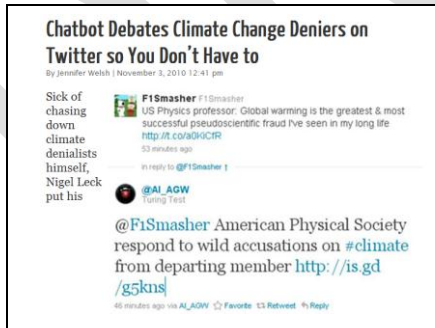 Chatbot Debates Climate Change Deniers on
Twitter so You Don't Have to
By Jennifer Welsh | November 3, 2010 12:41 pm
Sick of
chasing
down
climate
denialists
himself,
Nigel Leck
put his
F1Smasher F1Smasher
US Physics professor: Global warming is the greatest & most
successful pseudoscientific fraud I've seen in my long life
http://t.co/a0KiCfR
53 minutes ago
in reply to @F1Smasher ↑
@AI_AGW
Turing Test
@F1Smasher American Physical Society
respond to wild accusations on #climate
from departing member http://is.gd
/g5kns
46 minutes ago via AI_AGW Favorite Retweet Reply